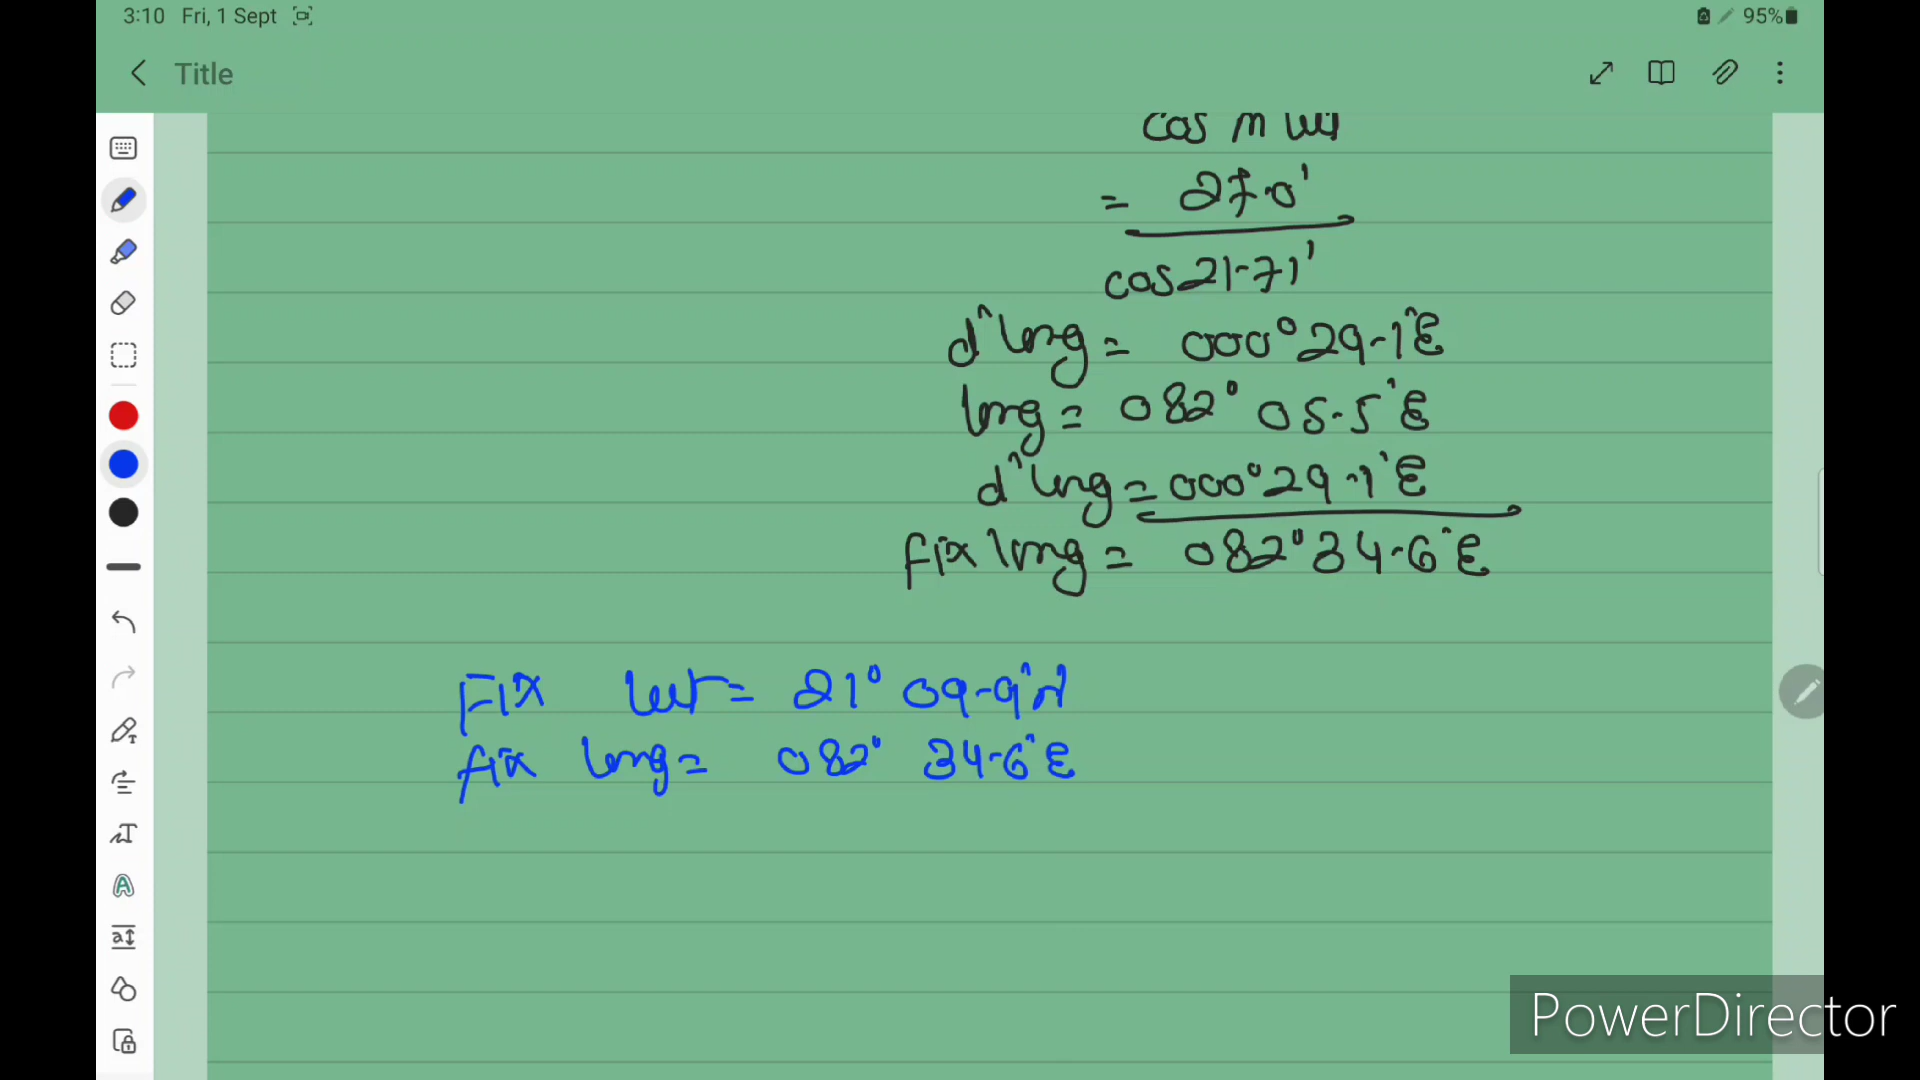 3:10 Fri, 1 Sept 95%
Title
cos m lat
= 27.0'
cos 21.71'
d'long = 000° 29.1'E
long = 082° 05.5'E
d'long = 000° 29.1'E
fix long = 082° 34.6'E
Fix lat = 21° 09.9'N
fix long = 082° 34.6'E
PowerDirector